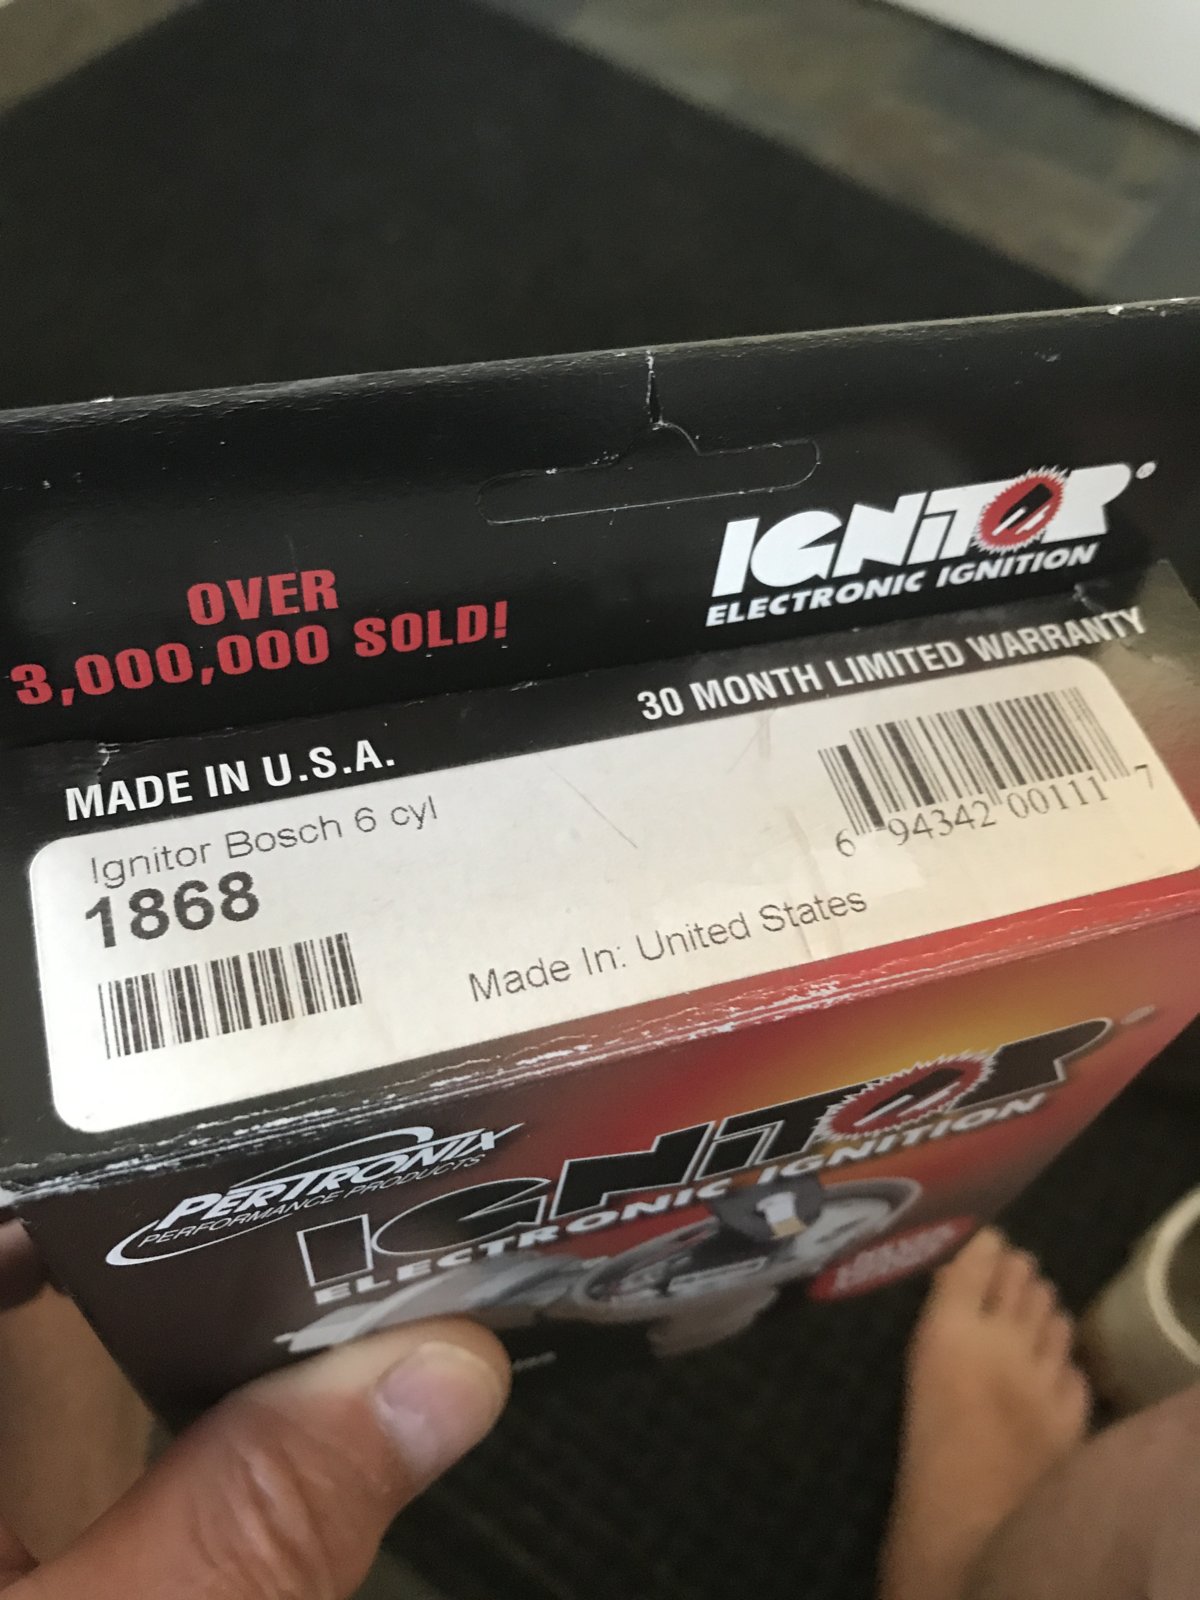 IGNITOR®
ELECTRONIC IGNITION
OVER
3,000,000 SOLD!
30 MONTH LIMITED WARRANTY
MADE IN U.S.A.
Ignitor Bosch 6 cyl
1868
6 94342 00111 7
Made In: United States
PERTRONIX
PERFORMANCE PRODUCTS
IGNITOR®
ELECTRONIC IGNITION